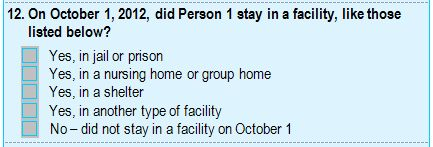 12. On October 1, 2012, did Person 1 stay in a facility, like those
listed below?
Yes, in jail or prison
Yes, in a nursing home or group home
Yes, in a shelter
Yes, in another type of facility
No – did not stay in a facility on October 1